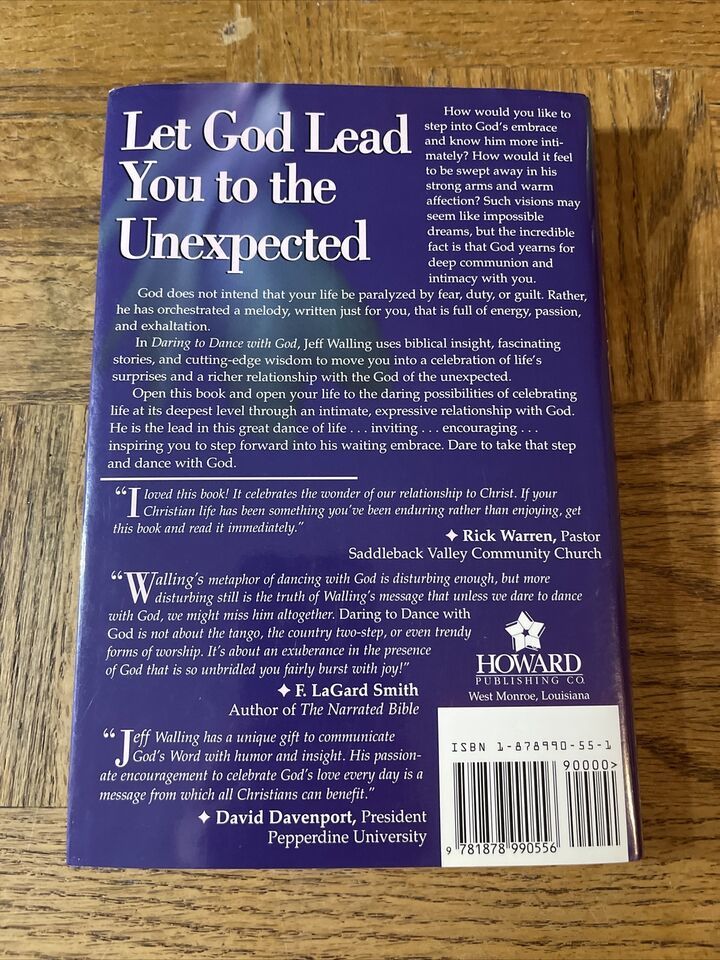 Let God Lead
You to the
Unexpected
How would you like to
step into God's embrace
and know him more inti-
mately? How would it feel
to be swept away in his
strong arms and warm
affection? Such visions may
seem like impossible
dreams, but the incredible
fact is that God yearns for
deep communion and
intimacy with you.
God does not intend that your life be paralyzed by fear, duty, or guilt. Rather,
he has orchestrated a melody, written just for you, that is full of energy, passion,
and exhaltation.
In Daring to Dance with God, Jeff Walling uses biblical insight, fascinating
stories, and cutting-edge wisdom to move you into a celebration of life's
surprises and a richer relationship with the God of the unexpected.
Open this book and open your life to the daring possibilities of celebrating
life at its deepest level through an intimate, expressive relationship with God.
He is the lead in this great dance of life . . . inviting . . . encouraging . . .
inspiring you to step forward into his waiting embrace. Dare to take that step
and dance with God.
"I loved this book! It celebrates the wonder of our relationship to Christ. If your
Christian life has been something you've been enduring rather than enjoying, get
this book and read it immediately."
✦ Rick Warren, Pastor
Saddleback Valley Community Church
"Walling's metaphor of dancing with God is disturbing enough, but more
disturbing still is the truth of Walling's message that unless we dare to dance
with God, we might miss him altogether. Daring to Dance with
God is not about the tango, the country two-step, or even trendy
forms of worship. It's about an exuberance in the presence
of God that is so unbridled you fairly burst with joy!"
✦ F. LaGard Smith
Author of The Narrated Bible
"Jeff Walling has a unique gift to communicate
God's Word with humor and insight. His passion-
ate encouragement to celebrate God's love every day is a
message from which all Christians can benefit."
✦ David Davenport, President
Pepperdine University
HOWARD
PUBLISHING CO.
West Monroe, Louisiana
ISBN 1-878990-55-1
90000>
9 781878 990556